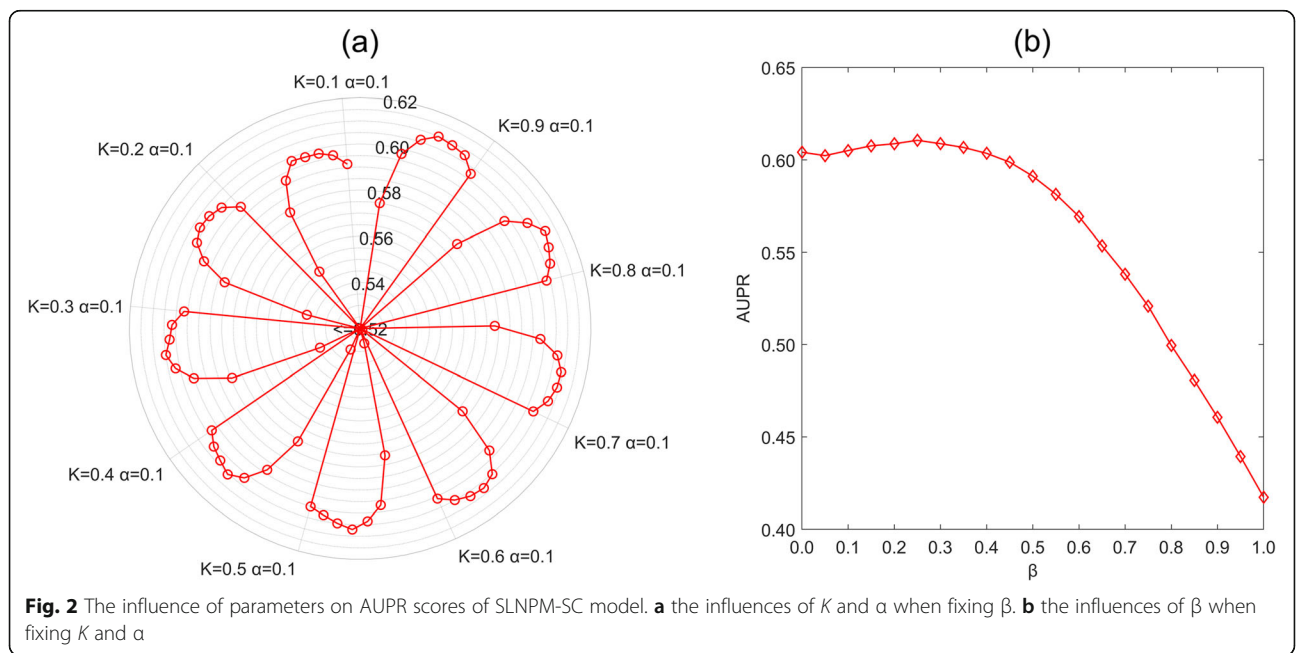 (a)
(b)
K=0.1 α=0.1
K=0.2 α=0.1
K=0.3 α=0.1
K=0.4 α=0.1
K=0.5 α=0.1
K=0.6 α=0.1
K=0.7 α=0.1
K=0.8 α=0.1
K=0.9 α=0.1
0.62
0.60
0.58
0.56
0.54
AUPR
0.65
0.60
0.55
0.50
0.45
0.40
0.0 0.1 0.2 0.3 0.4 0.5 0.6 0.7 0.8 0.9 1.0
β
Fig. 2 The influence of parameters on AUPR scores of SLNPM-SC model. a the influences of K and α when fixing β. b the influences of β when
fixing K and α